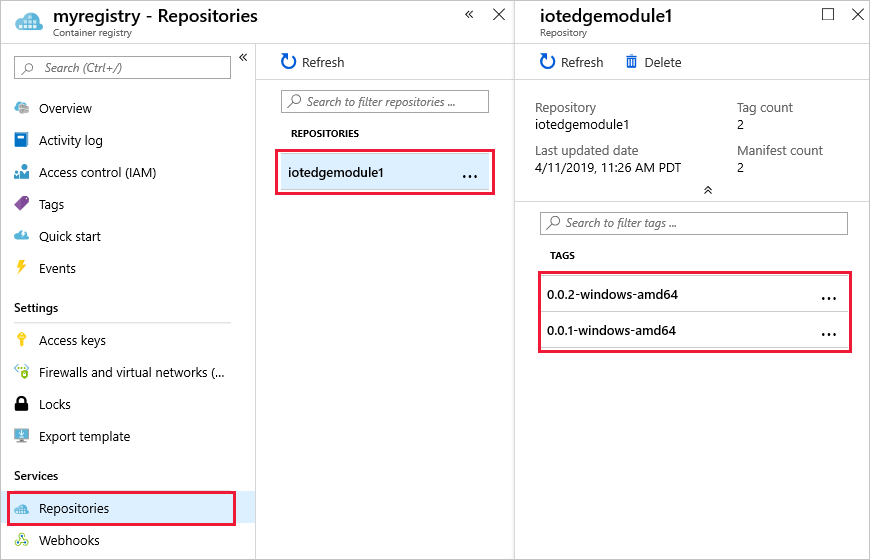 myregistry - Repositories
Container registry
Search (Ctrl+/)
Overview
Activity log
Access control (IAM)
Tags
Quick start
Events
Settings
Access keys
Firewalls and virtual networks (...
Locks
Export template
Services
Repositories
Webhooks
Refresh
Search to filter repositories ...
REPOSITORIES
iotedgemodule1
...
iotedgemodule1
Repository
Refresh
Delete
Repository
iotedgemodule1
Tag count
2
Last updated date
4/11/2019, 11:26 AM PDT
Manifest count
2
Search to filter tags ...
TAGS
0.0.2-windows-amd64
...
0.0.1-windows-amd64
...